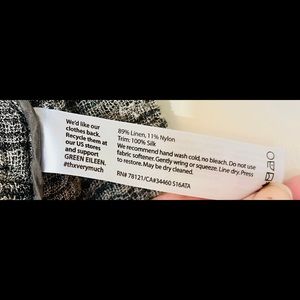 We'd like our
clothes back.
Recycle them
at our US stores
and support
GREEN EILEEN.
#thxverymuch
89% Linen, 11% Nylon
Trim: 100% Silk
We recommend hand wash cold, no bleach. Do not use
fabric softener. Gently wring or squeeze. Line dry. Press
to restore. May be dry cleaned.
RN# 78121/CA#34460 S16ATA